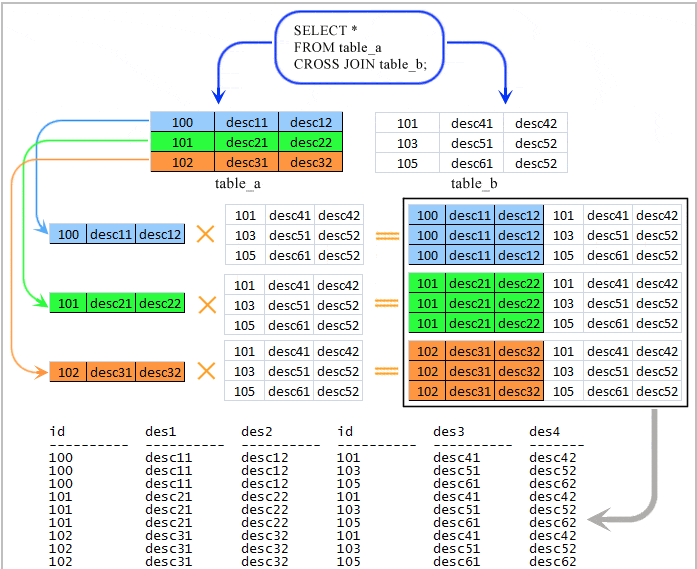 SELECT *
FROM table_a
CROSS JOIN table_b;
100 desc11 desc12 101 desc41 desc42
101 desc21 desc22 103 desc51 desc52
102 desc31 desc32 105 desc61 desc52
table_a table_b
101 desc41 desc42 100 desc11 desc12 101 desc41 desc42
100 desc11 desc12 × 103 desc51 desc52 == 100 desc11 desc12 103 desc51 desc52
105 desc61 desc52 100 desc11 desc12 105 desc61 desc52
101 desc41 desc42 101 desc21 desc22 101 desc41 desc42
101 desc21 desc22 × 103 desc51 desc52 == 101 desc21 desc22 103 desc51 desc52
105 desc61 desc52 101 desc21 desc22 105 desc61 desc52
101 desc41 desc42 102 desc31 desc32 101 desc41 desc42
102 desc31 desc32 × 103 desc51 desc52 == 102 desc31 desc32 103 desc51 desc52
105 desc61 desc52 102 desc31 desc32 105 desc61 desc52
id des1 des2 id des3 des4
---------- ---------- ---------- ---------- ---------- -------
100 desc11 desc12 101 desc41 desc42
100 desc11 desc12 103 desc51 desc52
100 desc11 desc12 105 desc61 desc62
101 desc21 desc22 101 desc41 desc42
101 desc21 desc22 103 desc51 desc52
101 desc21 desc22 105 desc61 desc62
102 desc31 desc32 101 desc41 desc42
102 desc31 desc32 103 desc51 desc52
102 desc31 desc32 105 desc61 desc62